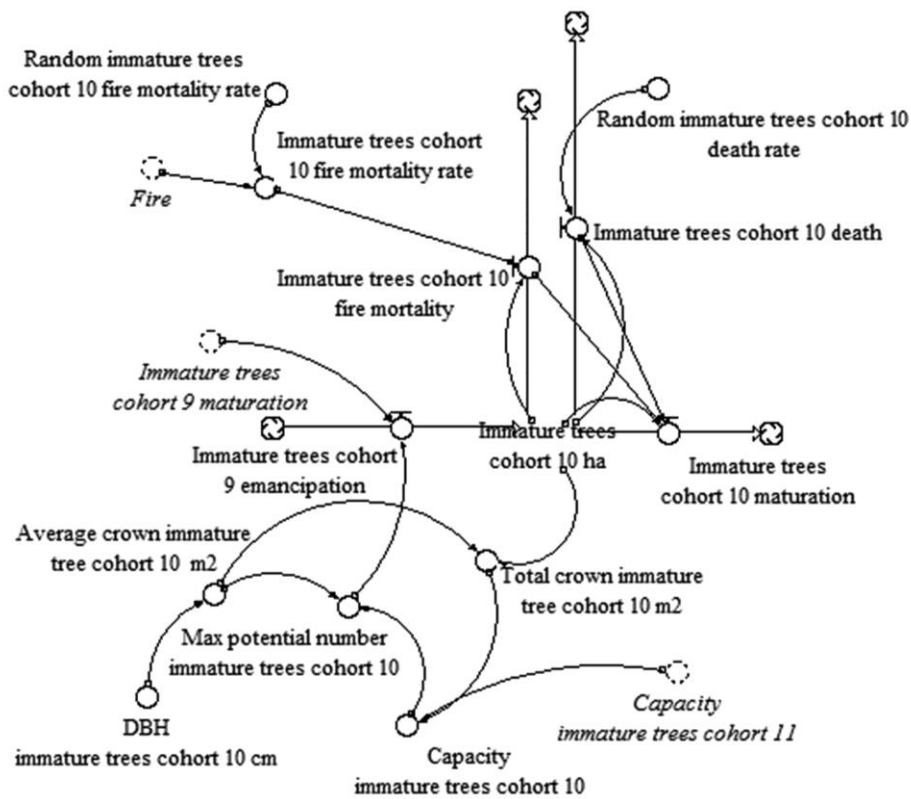 Random immature trees
cohort 10 fire mortality rate
Immature trees cohort
10 fire mortality rate
Random immature trees cohort 10
death rate
Fire
Immature trees cohort 10 death
Immature trees cohort 10
fire mortality
Immature trees
cohort 9 maturation
Immature trees
cohort 10 ha
Immature trees cohort
9 emancipation
Immature trees
cohort 10 maturation
Average crown immature
tree cohort 10 m2
Total crown immature
tree cohort 10 m2
Max potential number
immature trees cohort 10
DBH
immature trees cohort 10 cm
Capacity
immature trees cohort 11
Capacity
immature trees cohort 10